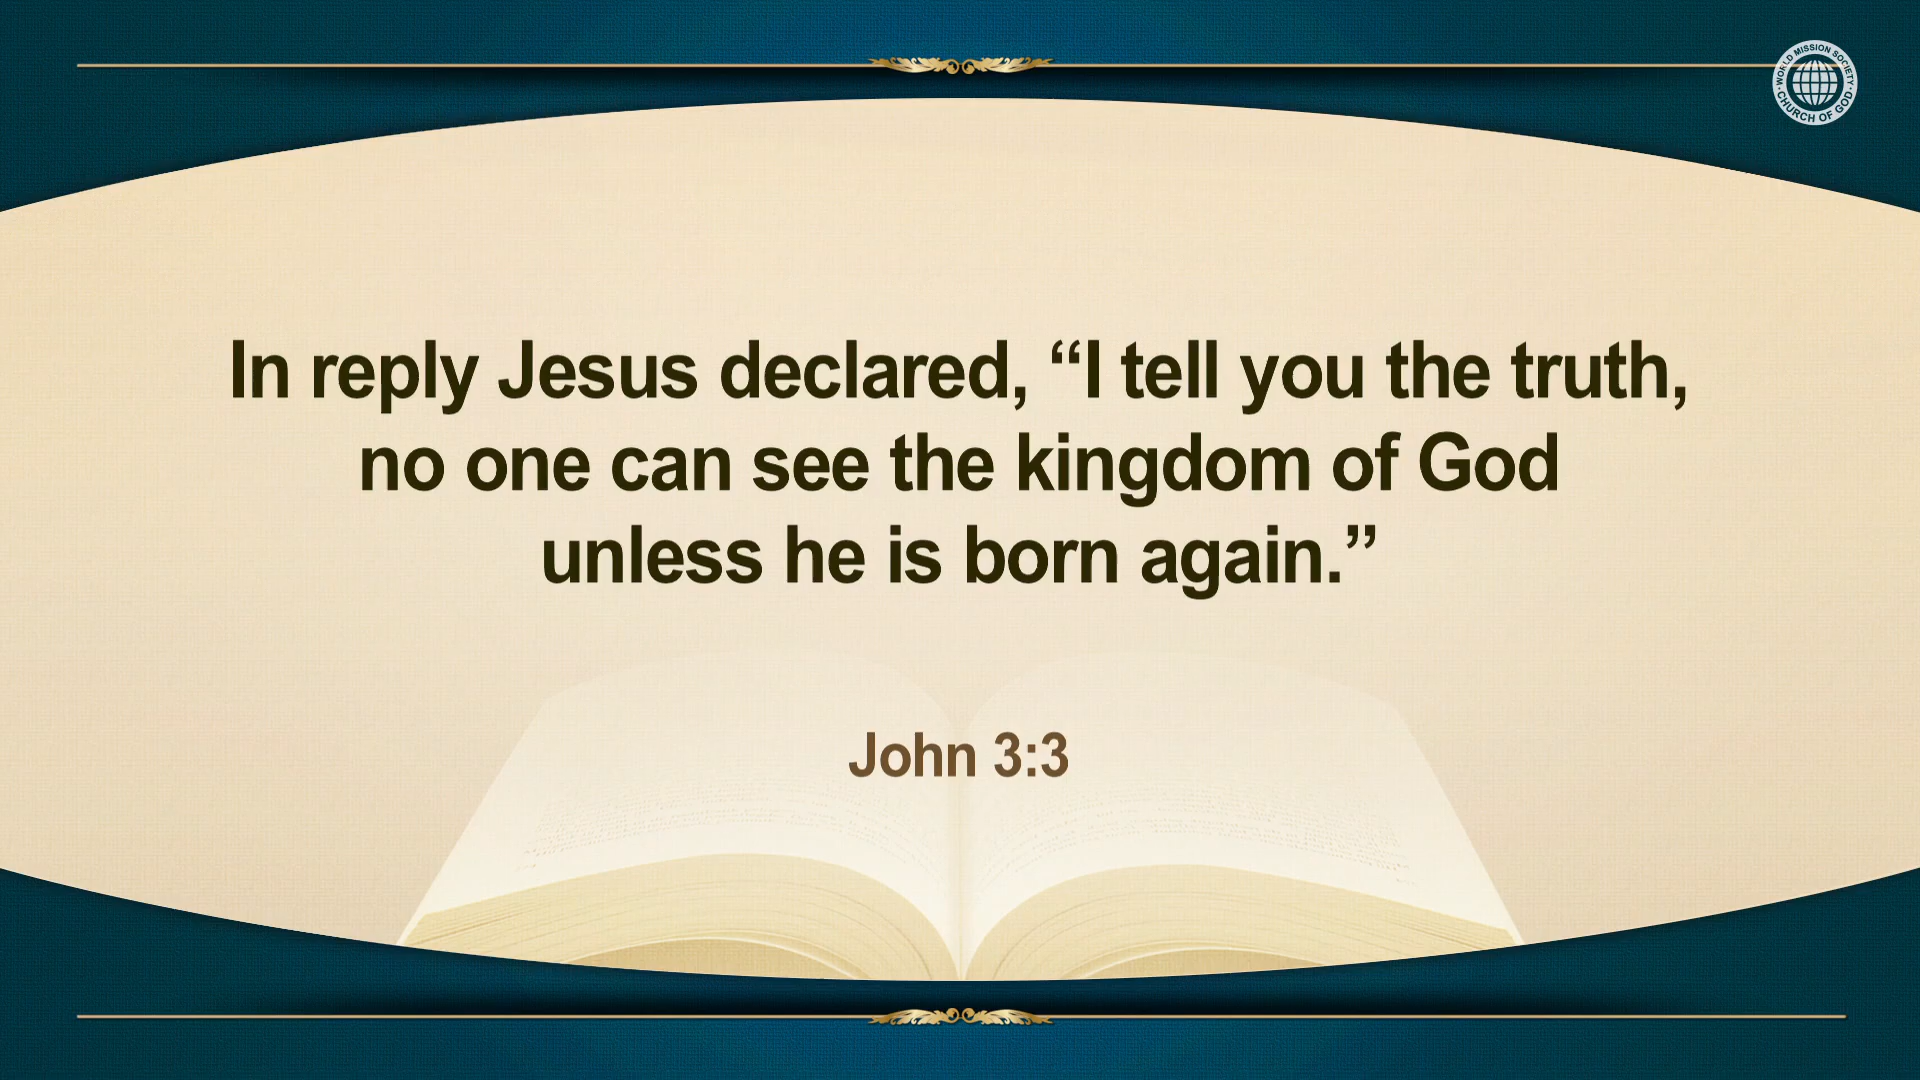 WORLD MISSION SOCIETY
CHURCH OF GOD
In reply Jesus declared, “I tell you the truth,
no one can see the kingdom of God
unless he is born again.”
John 3:3